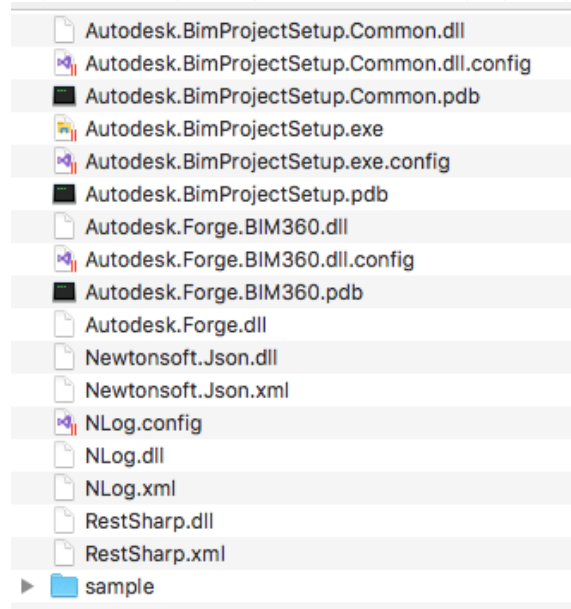 Autodesk.BimProjectSetup.Common.dll
Autodesk.BimProjectSetup.Common.dll.config
Autodesk.BimProjectSetup.Common.pdb
Autodesk.BimProjectSetup.exe
Autodesk.BimProjectSetup.exe.config
Autodesk.BimProjectSetup.pdb
Autodesk.Forge.BIM360.dll
Autodesk.Forge.BIM360.dll.config
Autodesk.Forge.BIM360.pdb
Autodesk.Forge.dll
Newtonsoft.Json.dll
Newtonsoft.Json.xml
NLog.config
NLog.dll
NLog.xml
RestSharp.dll
RestSharp.xml
sample